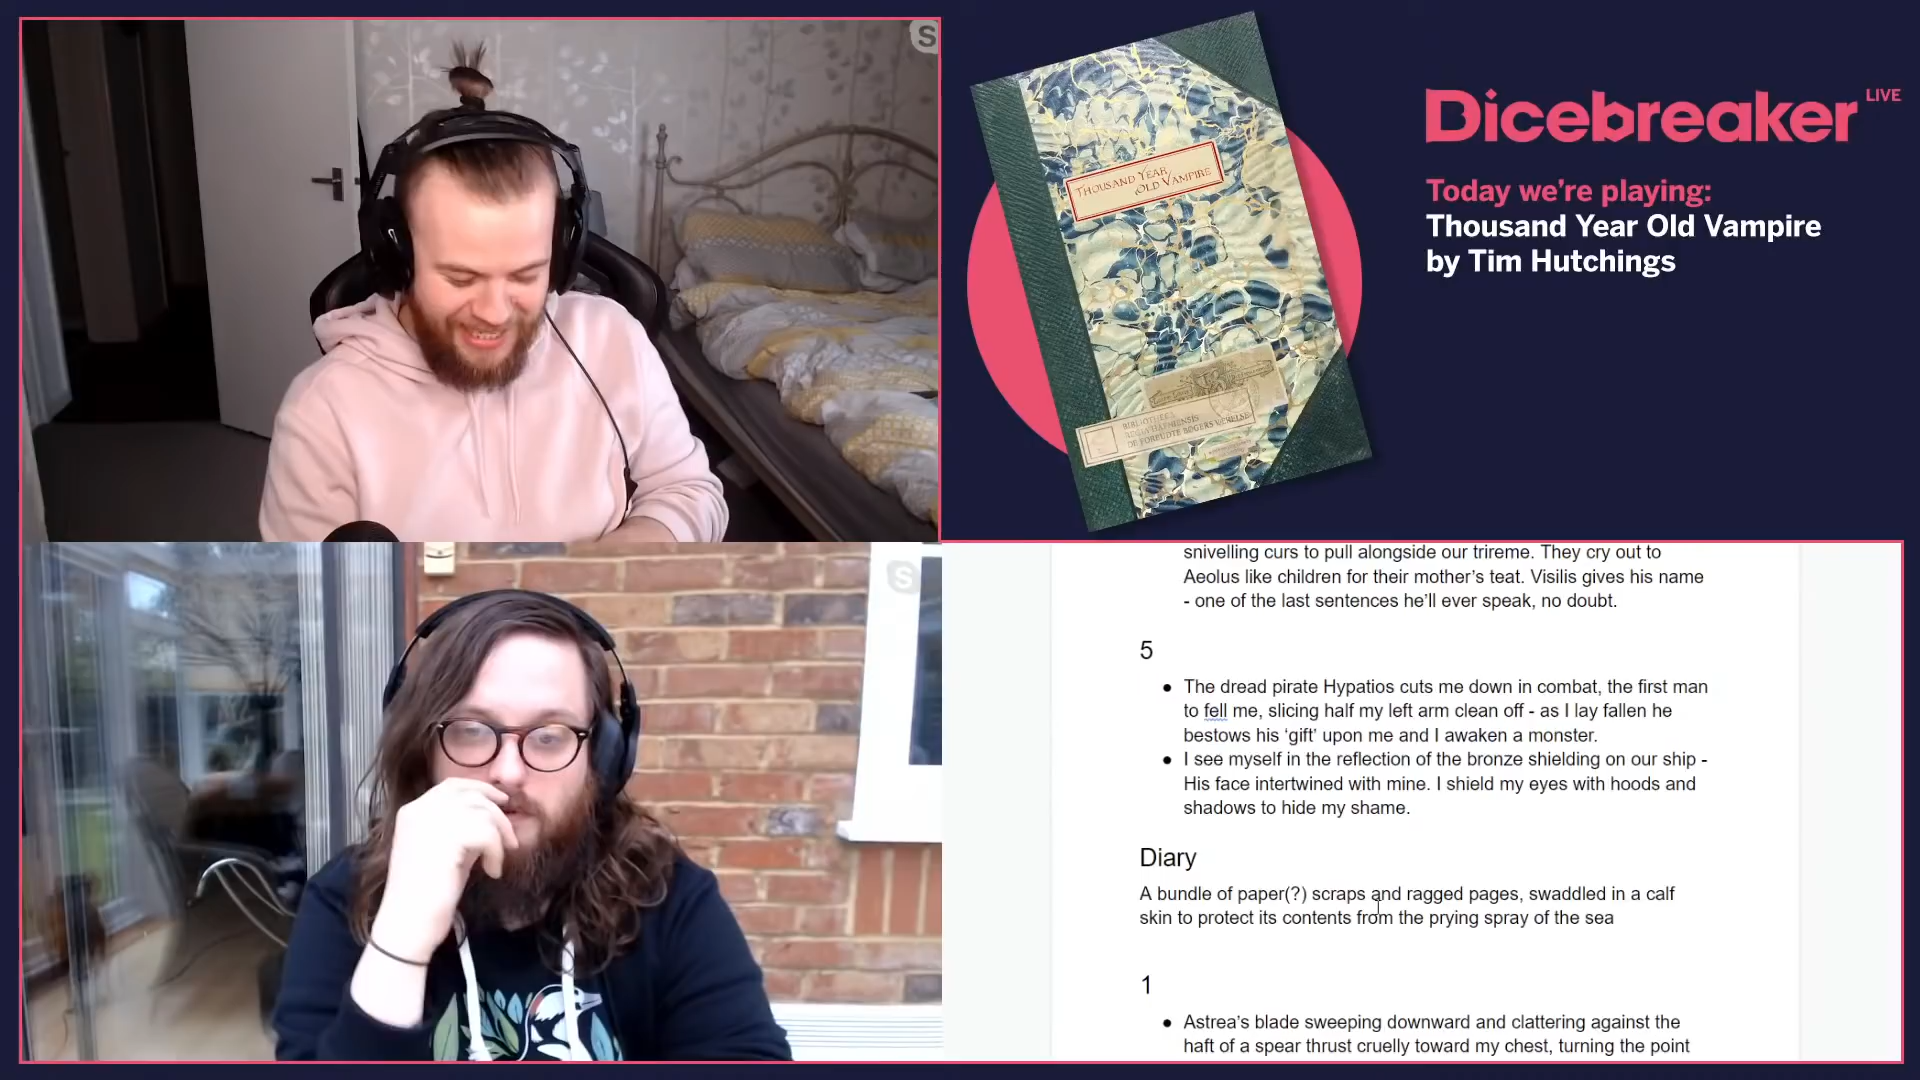 Dicebreaker LIVE
Today we're playing:
Thousand Year Old Vampire
by Tim Hutchings
THOUSAND YEAR
OLD VAMPIRE
BIBLIOTHECA
REGIA HAFNIENSIS
DE FORBUDTE BOGERS VÆRELSE
S
S
snivelling curs to pull alongside our trireme. They cry out to
Aeolus like children for their mother's teat. Visilis gives his name
- one of the last sentences he'll ever speak, no doubt.
5
● The dread pirate Hypatios cuts me down in combat, the first man
to fell me, slicing half my left arm clean off - as I lay fallen he
bestows his 'gift' upon me and I awaken a monster.
● I see myself in the reflection of the bronze shielding on our ship -
His face intertwined with mine. I shield my eyes with hoods and
shadows to hide my shame.
Diary
A bundle of paper(?) scraps and ragged pages, swaddled in a calf
skin to protect its contents from the prying spray of the sea
1
● Astrea's blade sweeping downward and clattering against the
haft of a spear thrust cruelly toward my chest, turning the point